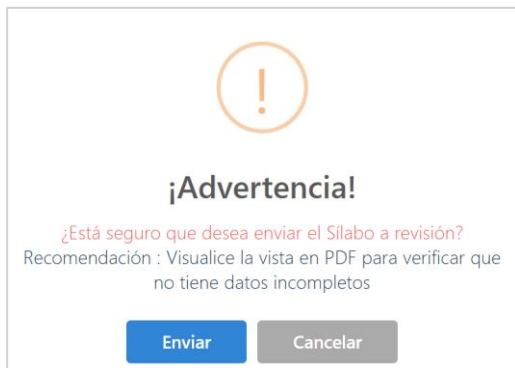 ¡Advertencia!
¿Está seguro que desea enviar el Sílabo a revisión?
Recomendación : Visualice la vista en PDF para verificar que
no tiene datos incompletos
Enviar
Cancelar